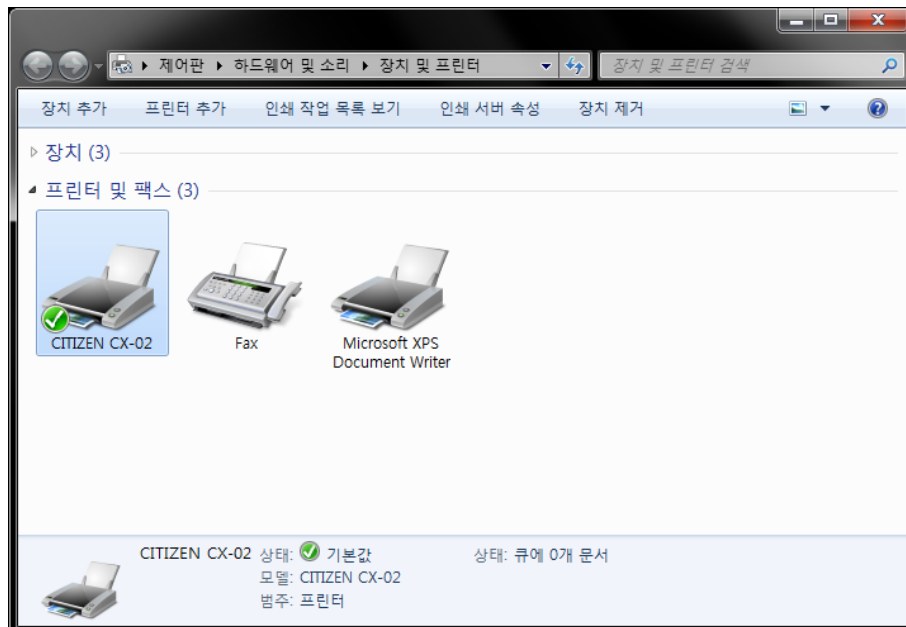 제어판 ▸ 하드웨어 및 소리 ▸ 장치 및 프린터
장치 및 프린터 검색
장치 추가 프린터 추가 인쇄 작업 목록 보기 인쇄 서버 속성 장치 제거
장치 (3)
프린터 및 팩스 (3)
CITIZEN CX-02
Fax
Microsoft XPS
Document Writer
CITIZEN CX-02 상태: 기본값 상태: 큐에 0개 문서
모델: CITIZEN CX-02
범주: 프린터